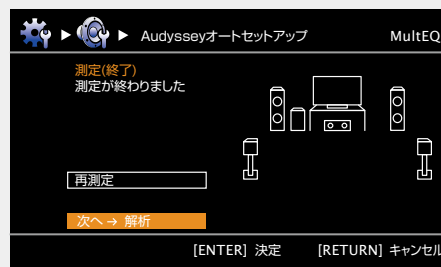 Audysseyオートセットアップ MultEQ
測定(終了)
測定が終わりました
再測定
次へ → 解析
[ENTER] 決定 [RETURN] キャンセル